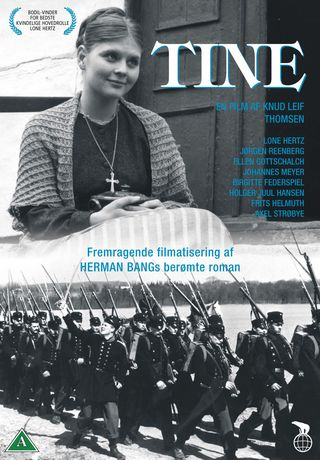 BODIL-VINDER
FOR BEDSTE
KVINDELIGE HOVEDROLLE
LONE HERTZ
TINE
EN FILM AF KNUD LEIF
THOMSEN
LONE HERTZ
JØRGEN REENBERG
ELLEN GOTTSCHALCH
JOHANNES MEYER
BIRGITTE FEDERSPIEL
HOLGER JUUL HANSEN
FRITS HELMUTH
AKSEL STRØBYE
Fremragende filmatisering af
HERMAN BANGs berømte roman
A